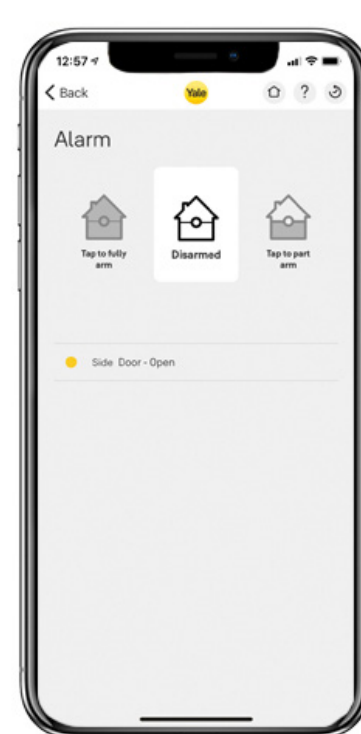 12:57
Back
Yale
?
Alarm
Tap to fully
arm
Disarmed
Tap to part
arm
Side Door - Open